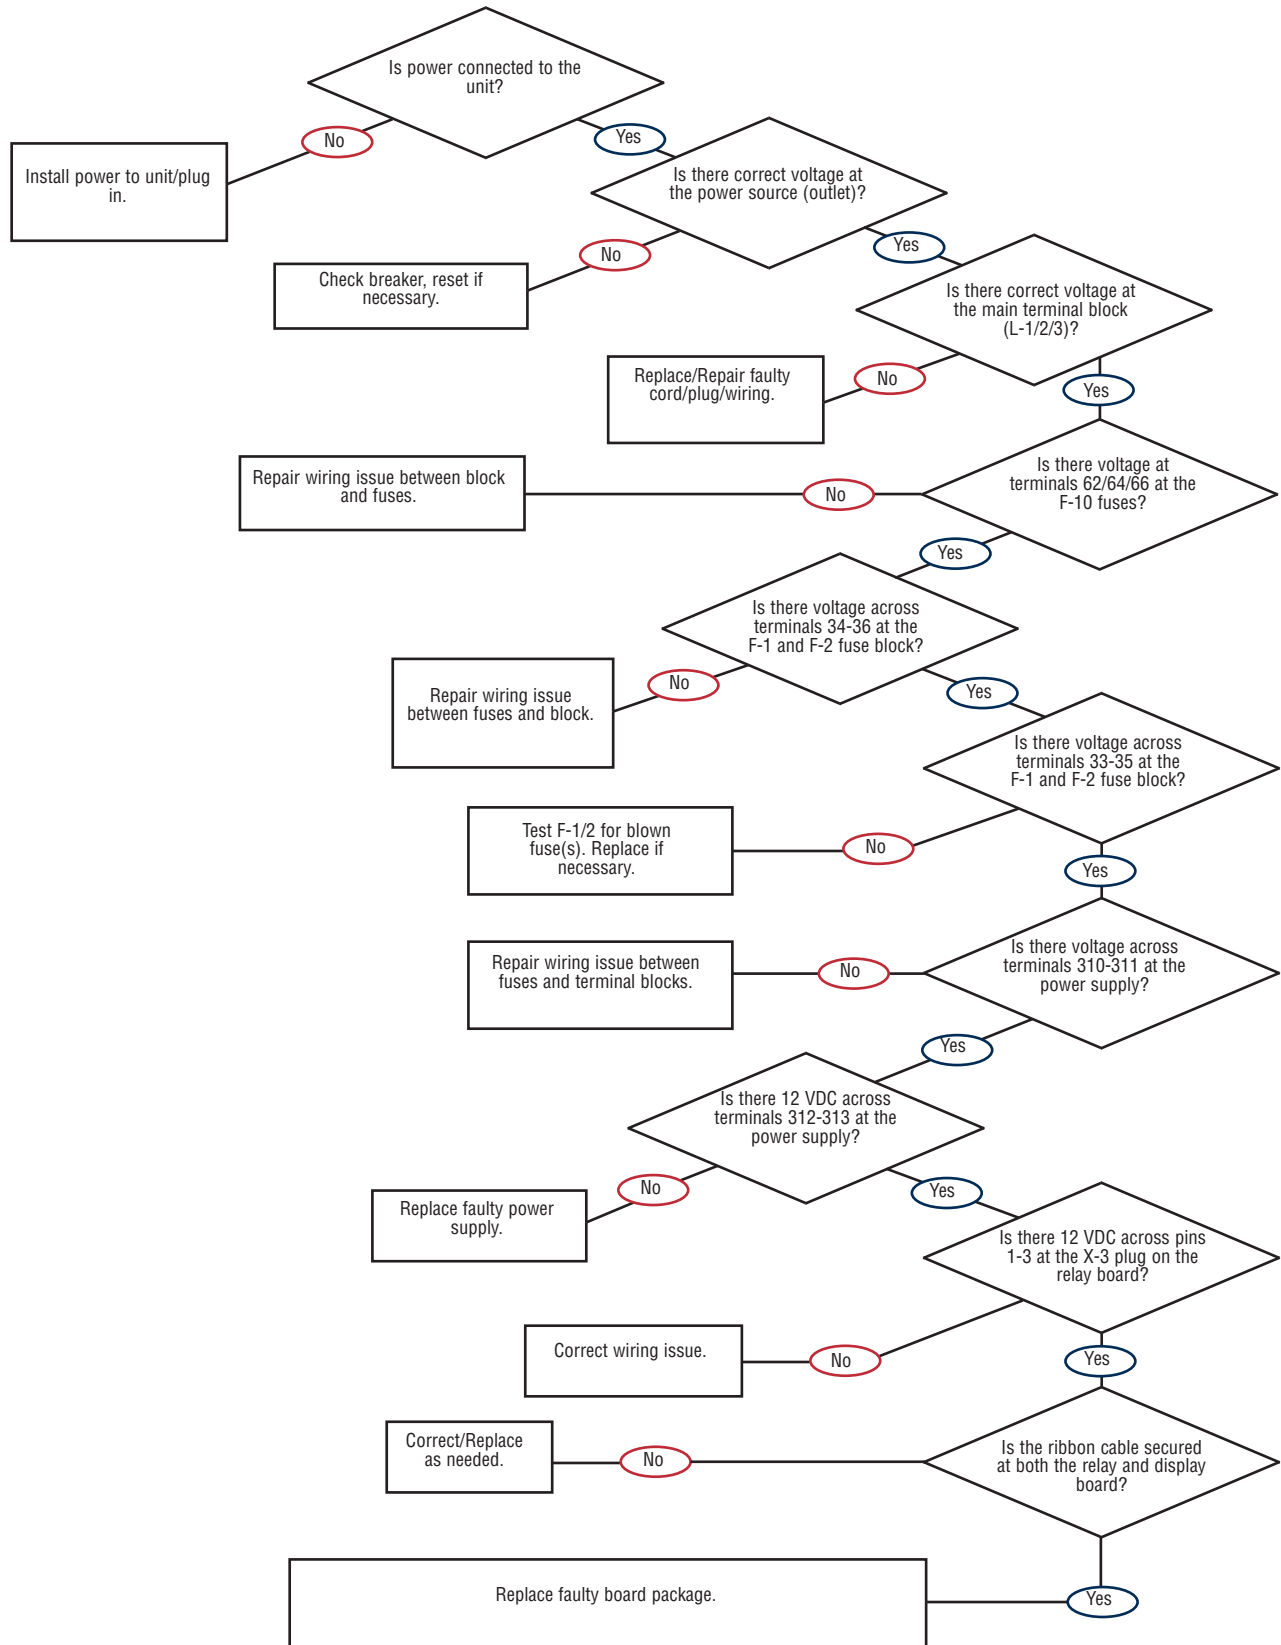 Is power connected to the
unit?
No
Yes
Install power to unit/plug
in.
Is there correct voltage at
the power source (outlet)?
No
Yes
Check breaker, reset if
necessary.
Is there correct voltage at
the main terminal block
(L-1/2/3)?
No
Yes
Replace/Repair faulty
cord/plug/wiring.
Is there voltage at
terminals 62/64/66 at the
F-10 fuses?
No
Repair wiring issue between block
and fuses.
Yes
Is there voltage across
terminals 34-36 at the
F-1 and F-2 fuse block?
No
Yes
Repair wiring issue
between fuses and block.
Is there voltage across
terminals 33-35 at the
F-1 and F-2 fuse block?
No
Test F-1/2 for blown
fuse(s). Replace if
necessary.
Yes
Is there voltage across
terminals 310-311 at the
power supply?
No
Repair wiring issue between
fuses and terminal blocks.
Yes
Is there 12 VDC across
terminals 312-313 at the
power supply?
No
Yes
Replace faulty power
supply.
Is there 12 VDC across pins
1-3 at the X-3 plug on the
relay board?
No
Correct wiring issue.
Yes
Is the ribbon cable secured
at both the relay and display
board?
No
Correct/Replace
as needed.
Yes
Replace faulty board package.